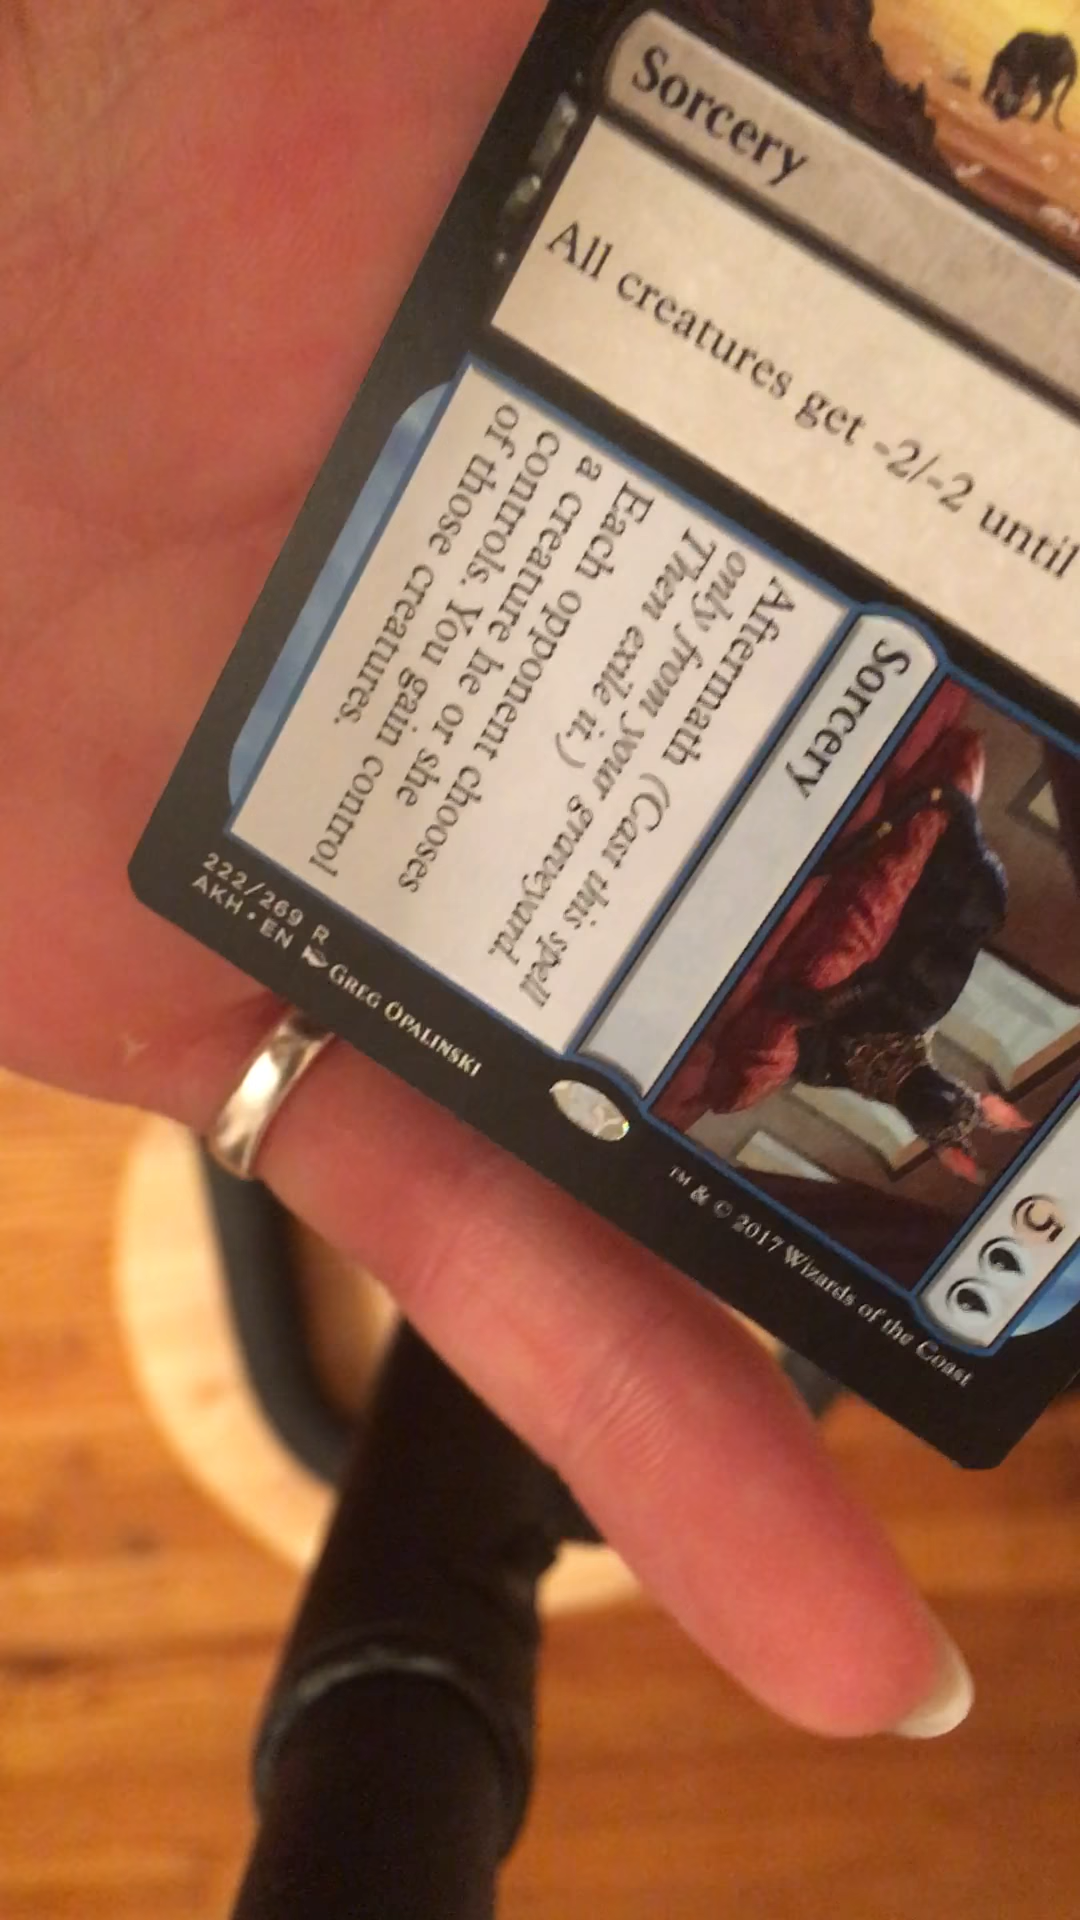 Sorcery
All creatures get -2/-2 until
Sorcery
5
Aftermath (Cast this spell
only from your graveyard.
Then exile it.)
Each opponent chooses
a creature he or she
controls. You gain control
of those creatures.
222/269 R
AKH • EN GREG OPALINSKI
™ & © 2017 Wizards of the Coast